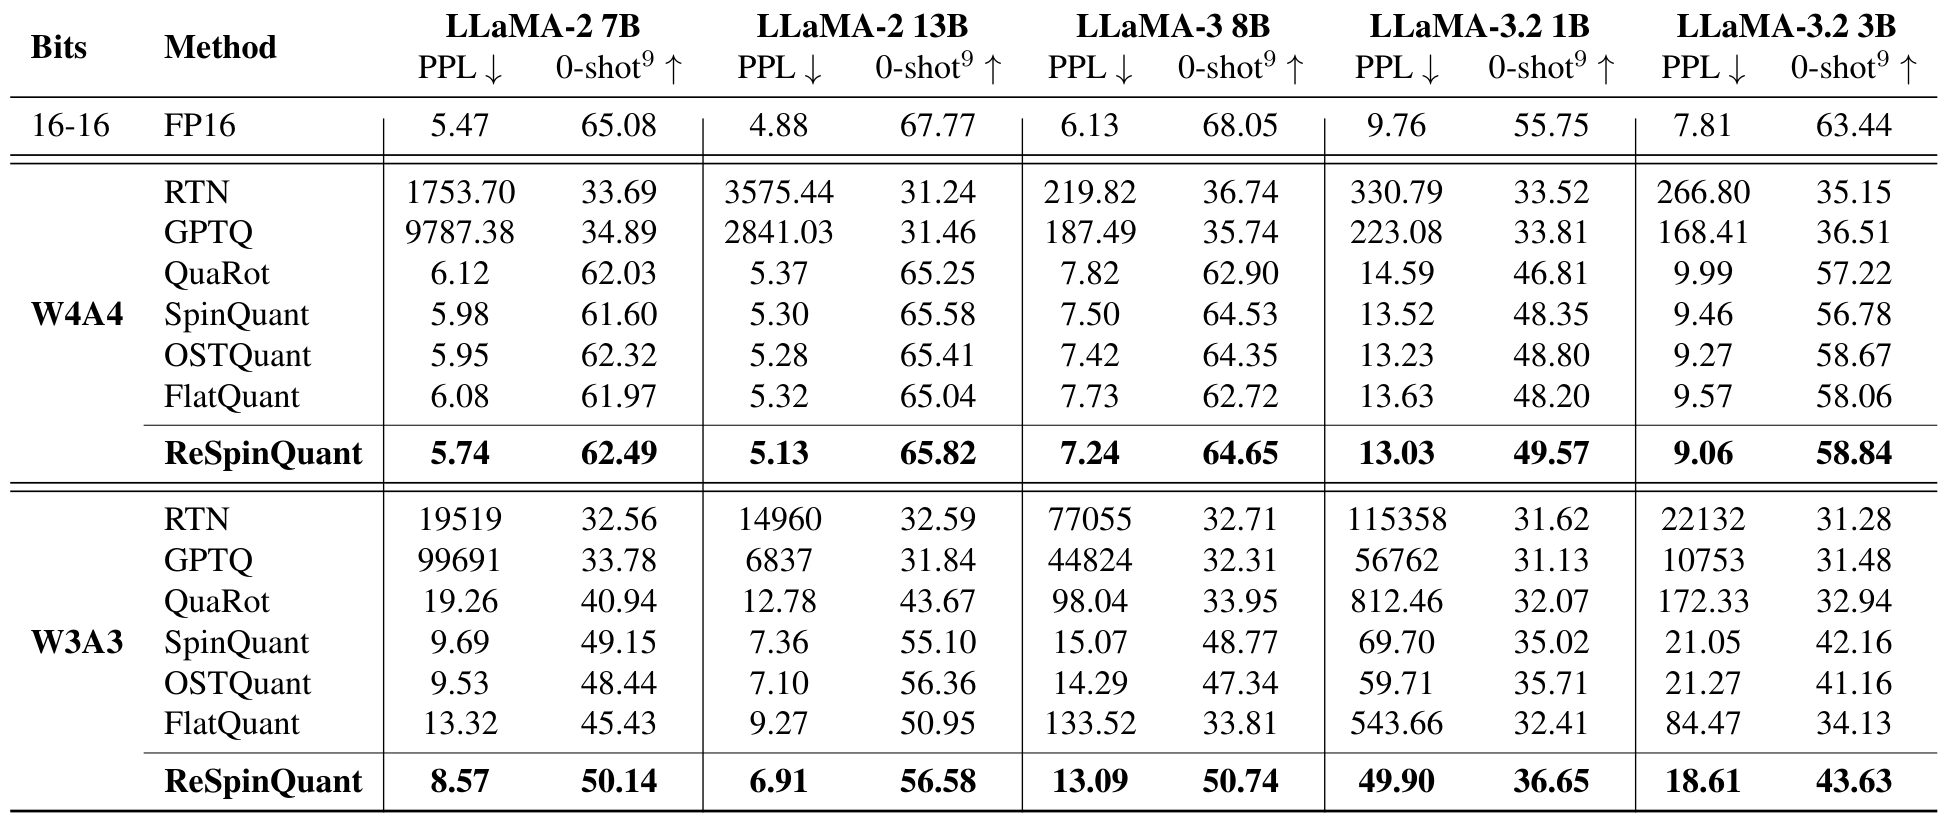 Bits Method LLaMA-2 7B LLaMA-2 13B LLaMA-3 8B LLaMA-3.2 1B LLaMA-3.2 3B
PPL ↓ 0-shot⁹ ↑ PPL ↓ 0-shot⁹ ↑ PPL ↓ 0-shot⁹ ↑ PPL ↓ 0-shot⁹ ↑ PPL ↓ 0-shot⁹ ↑
16-16 FP16 5.47 65.08 4.88 67.77 6.13 68.05 9.76 55.75 7.81 63.44
RTN 1753.70 33.69 3575.44 31.24 219.82 36.74 330.79 33.52 266.80 35.15
GPTQ 9787.38 34.89 2841.03 31.46 187.49 35.74 223.08 33.81 168.41 36.51
QuaRot 6.12 62.03 5.37 65.25 7.82 62.90 14.59 46.81 9.99 57.22
W4A4 SpinQuant 5.98 61.60 5.30 65.58 7.50 64.53 13.52 48.35 9.46 56.78
OSTQuant 5.95 62.32 5.28 65.41 7.42 64.35 13.23 48.80 9.27 58.67
FlatQuant 6.08 61.97 5.32 65.04 7.73 62.72 13.63 48.20 9.57 58.06
ReSpinQuant 5.74 62.49 5.13 65.82 7.24 64.65 13.03 49.57 9.06 58.84
RTN 19519 32.56 14960 32.59 77055 32.71 115358 31.62 22132 31.28
GPTQ 99691 33.78 6837 31.84 44824 32.31 56762 31.13 10753 31.48
QuaRot 19.26 40.94 12.78 43.67 98.04 33.95 812.46 32.07 172.33 32.94
W3A3 SpinQuant 9.69 49.15 7.36 55.10 15.07 48.77 69.70 35.02 21.05 42.16
OSTQuant 9.53 48.44 7.10 56.36 14.29 47.34 59.71 35.71 21.27 41.16
FlatQuant 13.32 45.43 9.27 50.95 133.52 33.81 543.66 32.41 84.47 34.13
ReSpinQuant 8.57 50.14 6.91 56.58 13.09 50.74 49.90 36.65 18.61 43.63